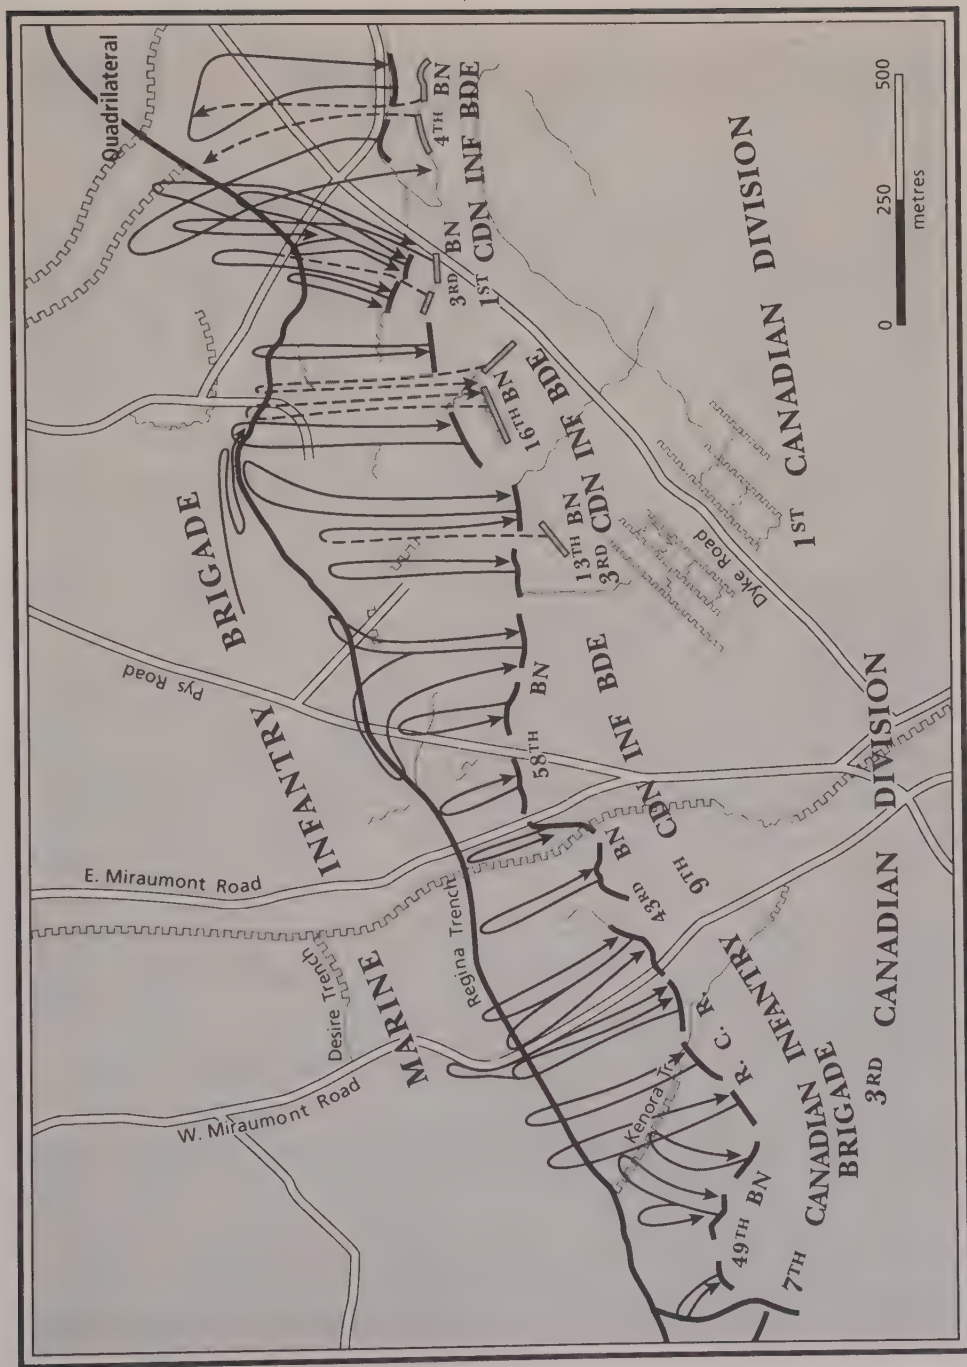 Quadrilateral
4TH BN
3RD BN
1ST CDN INF BDE
16TH BN
13TH BN
3RD CDN INF BDE
1ST CANADIAN DIVISION
Dyke Road
0 250 500
metres
MARINE INFANTRY BRIGADE
Pys Road
58TH BN
43RD BN
9TH CDN INF BDE
E. Miraumont Road
Regina Trench
Desire Trench
W. Miraumont Road
Kenora Tr.
R. C. R.
49TH BN
7TH CANADIAN INFANTRY
BRIGADE
3RD CANADIAN DIVISION